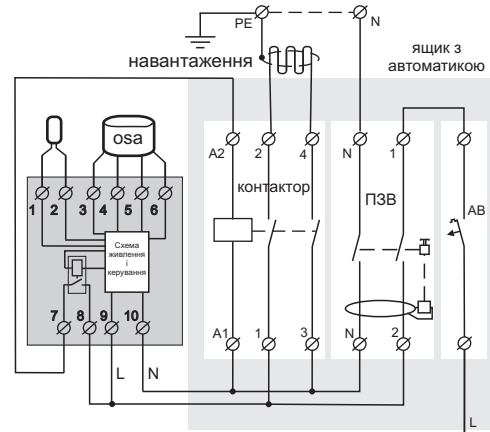 PE
N
навантаження
ящик з
автоматикою
osa
A2
2
4
N
1
контактор
ПЗВ
АВ
1
2
3
4
5
6
Схема
живлення
і
керування
7
8
9
10
A1
1
3
N
2
L
N
L